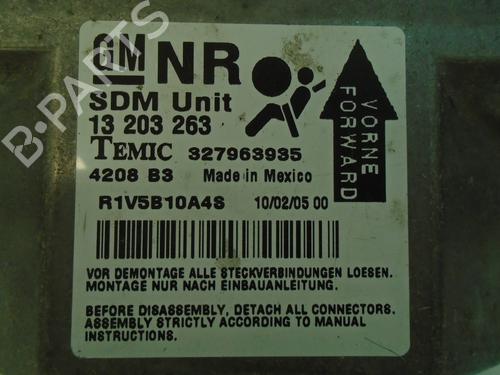 GM NR
SDM Unit
13 203 263
TEMIC 327963935
4208 B3 Made in Mexico
R1V5B10A4S 10/02/05 00
VORNE
FORWARD
VOR DEMONTAGE ALLE STECKVERBINDUNGEN LOESEN.
MONTAGE NUR NACH EINBAUANLEITUNG.
BEFORE DISASSEMBLY, DETACH ALL CONNECTORS.
ASSEMBLY STRICTLY ACCORDING TO MANUAL
INSTRUCTIONS.
B-PARTS